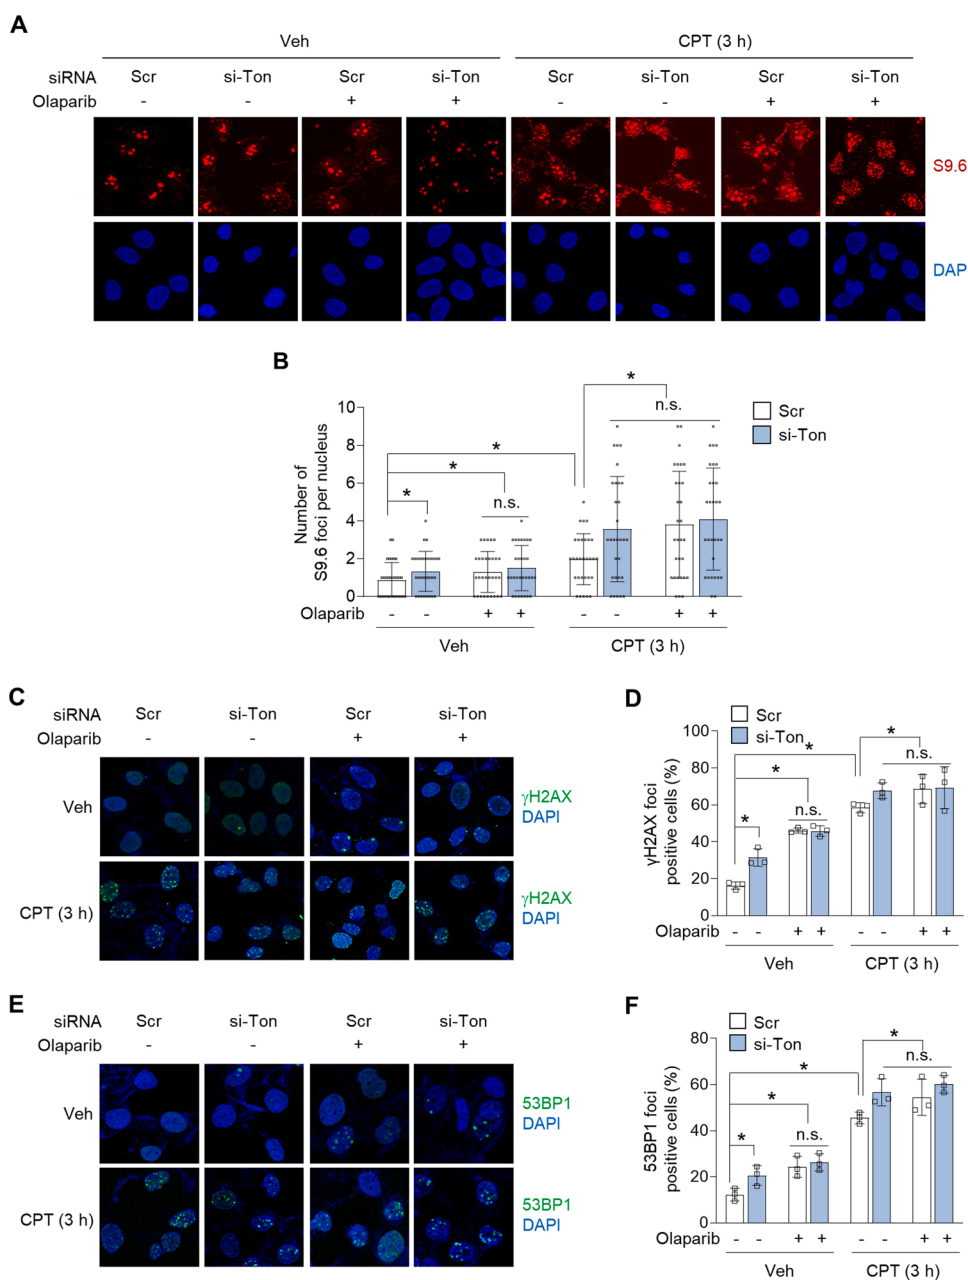 A
Veh CPT (3 h)
siRNA Scr si-Ton Scr si-Ton Scr si-Ton Scr si-Ton
Olaparib - - + + - - + +
S9.6
DAP
B
Number of
S9.6 foci per nucleus
10
8
6
4
2
0
* * * n.s. * n.s.
Scr
si-Ton
Olaparib - - + + - - + +
Veh CPT (3 h)
C
siRNA Scr si-Ton Scr si-Ton
Olaparib - - + +
Veh
γH2AX
DAPI
CPT (3 h)
γH2AX
DAPI
D
Scr
si-Ton
γH2AX foci
positive cells (%)
100
80
60
40
20
0
* * * n.s. * n.s.
Olaparib - - + + - - + +
Veh CPT (3 h)
E
siRNA Scr si-Ton Scr si-Ton
Olaparib - - + +
Veh
53BP1
DAPI
CPT (3 h)
53BP1
DAPI
F
Scr
si-Ton
53BP1 foci
positive cells (%)
80
60
40
20
0
* * * n.s. * n.s.
Olaparib - - + + - - + +
Veh CPT (3 h)